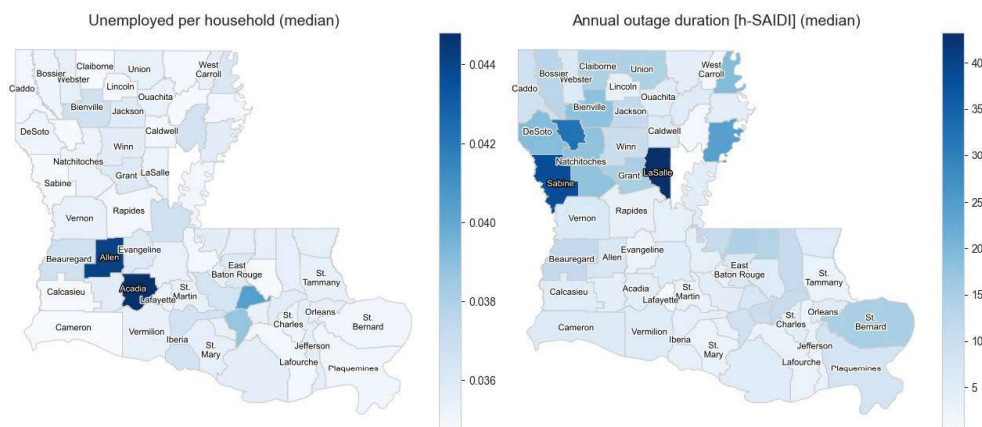 Unemployed per household (median)
Claiborne
Union
West
Carroll
Bossier
Webster
Lincoln
Caddo
Ouachita
Bienville
Jackson
DeSoto
Caldwell
Winn
Natchitoches
Grant
LaSalle
Sabine
Rapides
Vernon
Evangeline
Beauregard
Allen
East
Baton Rouge
St.
Tammany
Calcasieu
Acadia
Lafayette
St.
Martin
Orleans
St.
Charles
St.
Bernard
Cameron
Vermilion
Iberia
St.
Mary
Jefferson
Lafourche
Plaquemines
0.044
0.042
0.040
0.038
0.036
Annual outage duration [h-SAIDI] (median)
Claiborne
Union
West
Carroll
Bossier
Webster
Lincoln
Caddo
Ouachita
Bienville
Jackson
DeSoto
Caldwell
Winn
Natchitoches
Grant
LaSalle
Sabine
Rapides
Vernon
Evangeline
Beauregard
Allen
East
Baton Rouge
St.
Tammany
Calcasieu
Acadia
Lafayette
St.
Martin
Orleans
St.
Charles
St.
Bernard
Cameron
Vermilion
Iberia
St.
Mary
Jefferson
Lafourche
Plaquemines
40
35
30
25
20
15
10
5